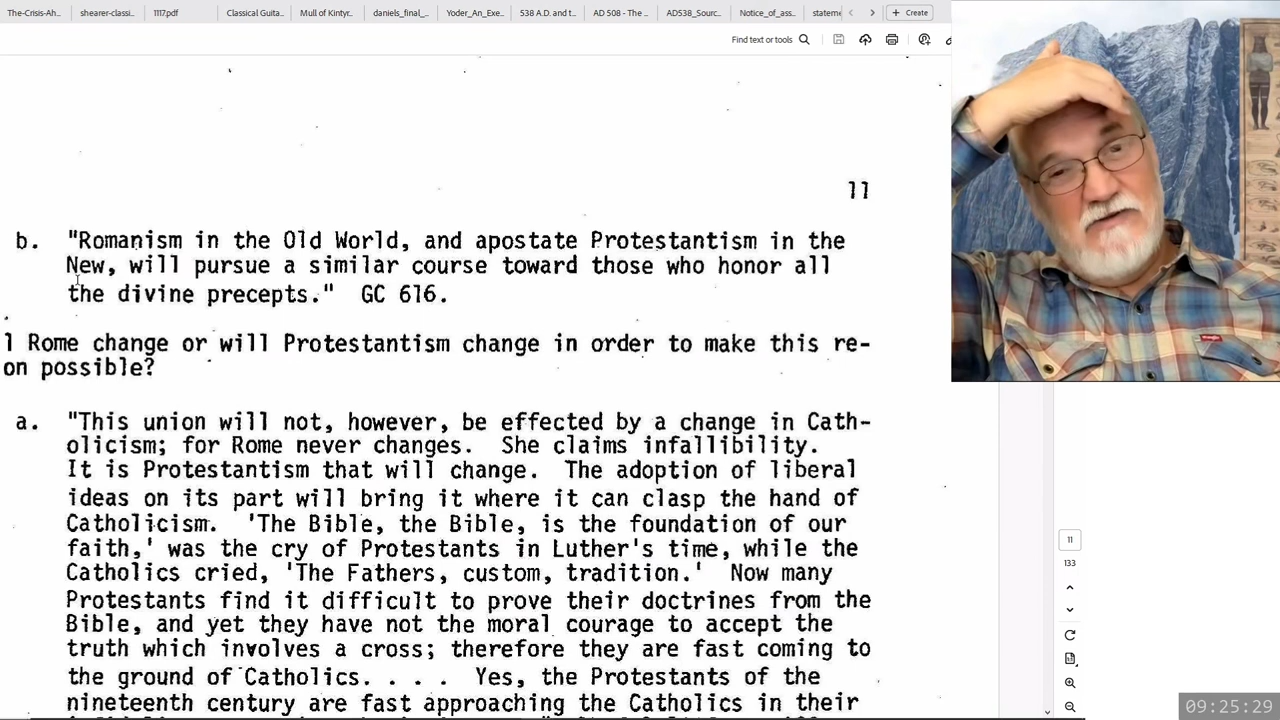 The-Crisis-Ah...
shearer-classi...
1117.pdf
Classical Guita...
Mull of Kintyr...
daniels_final_...
Yoder_An_Exe...
538 A.D. and t...
AD 508 - The ...
AD538_Sourc...
Notice_of_ass...
stateme
Create
Find text or tools
11
b. "Romanism in the Old World, and apostate Protestantism in the
New, will pursue a similar course toward those who honor all
the divine precepts." GC 616.
l Rome change or will Protestantism change in order to make this re-
on possible?
a. "This union will not, however, be effected by a change in Cath-
olicism; for Rome never changes. She claims infallibility.
It is Protestantism that will change. The adoption of liberal
ideas on its part will bring it where it can clasp the hand of
Catholicism. 'The Bible, the Bible, is the foundation of our
faith,' was the cry of Protestants in Luther's time, while the
Catholics cried, 'The Fathers, custom, tradition.' Now many
Protestants find it difficult to prove their doctrines from the
Bible, and yet they have not the moral courage to accept the
truth which involves a cross; therefore they are fast coming to
the ground of Catholics. . . . Yes, the Protestants of the
nineteenth century are fast approaching the Catholics in their
11
133
09:25:29